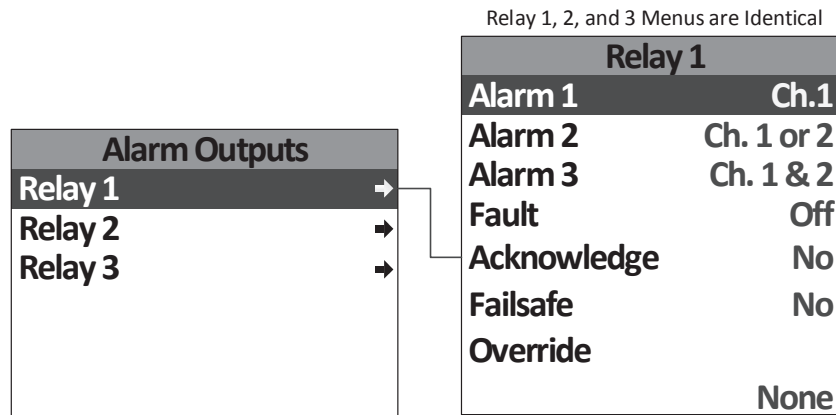 Relay 1, 2, and 3 Menus are Identical
Alarm Outputs
Relay 1
Relay 2
Relay 3
Relay 1
Alarm 1 Ch.1
Alarm 2 Ch. 1 or 2
Alarm 3 Ch. 1 & 2
Fault Off
Acknowledge No
Failsafe No
Override
None